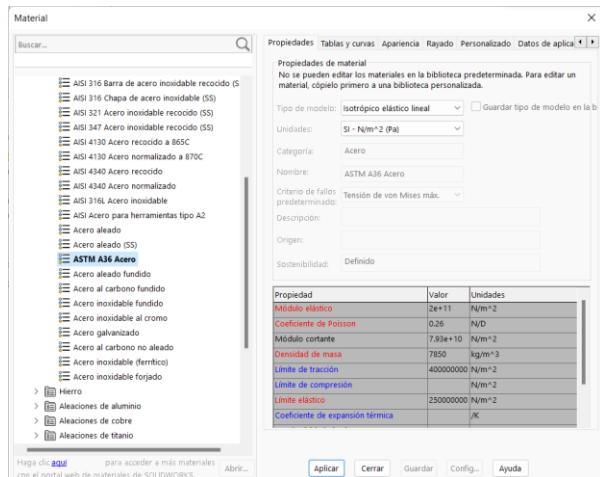 Material
Buscar...
AISI 316 Barra de acero inoxidable recocido (S
AISI 316 Chapa de acero inoxidable (SS)
AISI 321 Acero inoxidable recocido (SS)
AISI 347 Acero inoxidable recocido (SS)
AISI 4130 Acero recocido a 865C
AISI 4130 Acero normalizado a 870C
AISI 4340 Acero recocido
AISI 4340 Acero normalizado
AISI 316L Acero inoxidable
AISI Acero para herramientas tipo A2
Acero aleado
Acero aleado (SS)
ASTM A36 Acero
Acero aleado fundido
Acero al carbono fundido
Acero inoxidable fundido
Acero inoxidable al cromo
Acero galvanizado
Acero al carbono no aleado
Acero inoxidable (ferrítico)
Acero inoxidable forjado
Hierro
Aleaciones de aluminio
Aleaciones de cobre
Aleaciones de titanio
Haga clic aquí para acceder a más materiales
con el portal web de materiales de SOLIDWORKS
Abrir...
Propiedades Tablas y curvas Apariencia Rayado Personalizado Datos de aplica
Propiedades de material
No se pueden editar los materiales en la biblioteca predeterminada. Para editar un
material, cópielo primero a una biblioteca personalizada.
Tipo de modelo: Isotrópico elástico lineal Guardar tipo de modelo en la b
Unidades: SI - N/m^2 (Pa)
Categoría: Acero
Nombre: ASTM A36 Acero
Criterio de fallos
predeterminado: Tensión de von Mises máx.
Descripción:
Origen:
Sostenibilidad: Definido
Propiedad Valor Unidades
Módulo elástico 2e+11 N/m^2
Coeficiente de Poisson 0.26 N/D
Módulo cortante 7.93e+10 N/m^2
Densidad de masa 7850 kg/m^3
Límite de tracción 400000000 N/m^2
Límite de compresión N/m^2
Límite elástico 250000000 N/m^2
Coeficiente de expansión térmica /K
Aplicar Cerrar Guardar Config... Ayuda